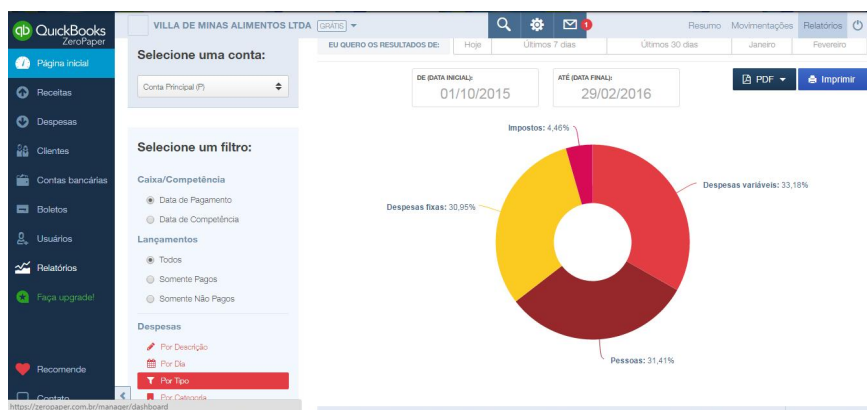 qb QuickBooks
ZeroPaper
VILLA DE MINAS ALIMENTOS LTDA GRÁTIS
1
Resumo Movimentações Relatórios
Página inicial
Receitas
Despesas
Clientes
Contas bancárias
Boletos
Usuários
Relatórios
Faça upgrade!
Recomende
Contato
https://zeropaper.com.br/manager/dashboard
Selecione uma conta:
Conta Principal (P)
Selecione um filtro:
Caixa/Competência
Data de Pagamento
Data de Competência
Lançamentos
Todos
Somente Pagos
Somente Não Pagos
Despesas
Por Descrição
Por Dia
Por Tipo
Por Categoria
EU QUERO OS RESULTADOS DE: Hoje Últimos 7 dias Últimos 30 dias Janeiro Fevereiro
DE (DATA INICIAL): ATÉ (DATA FINAL):
01/10/2015 29/02/2016
PDF Imprimir
Impostos: 4,46%
Despesas variáveis: 33,18%
Despesas fixas: 30,95%
Pessoas: 31,41%